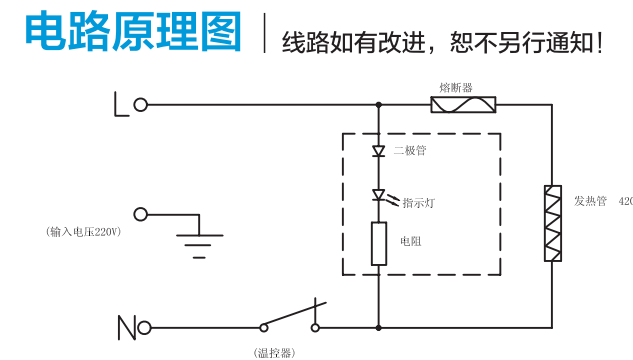 电路原理图
线路如有改进，恕不另行通知！
熔断器
L
二极管
指示灯
发热管 420
(输入电压220V)
电阻
N
(温控器)